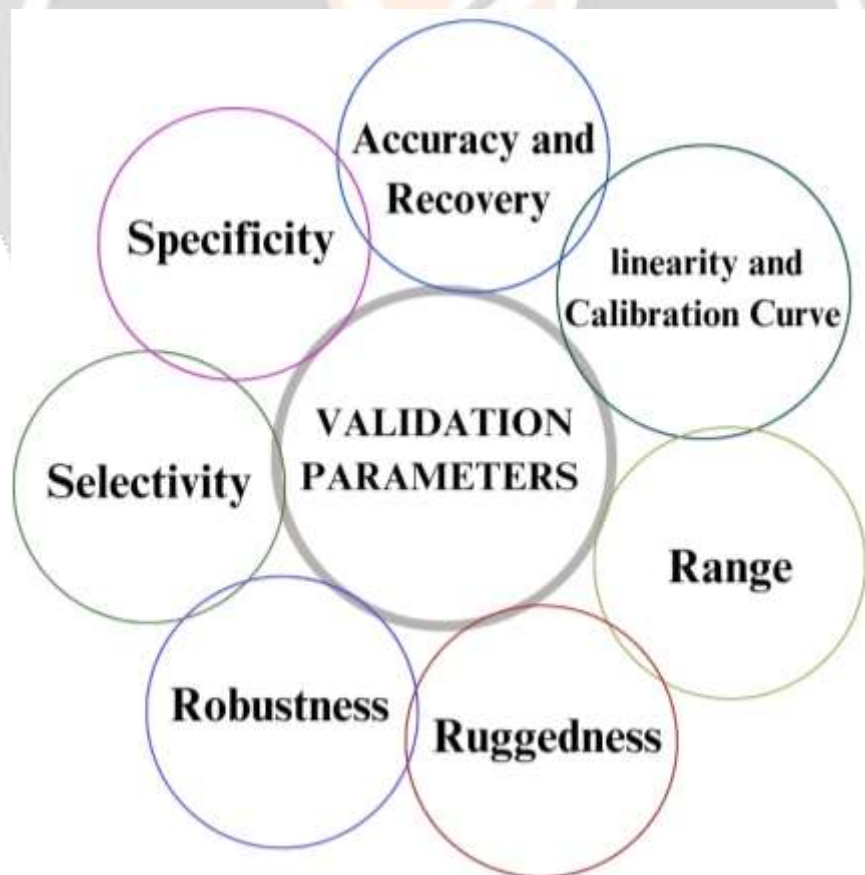 Accuracy and
Recovery
linearity and
Calibration Curve
Range
Ruggedness
Robustness
Selectivity
Specificity
VALIDATION
PARAMETERS